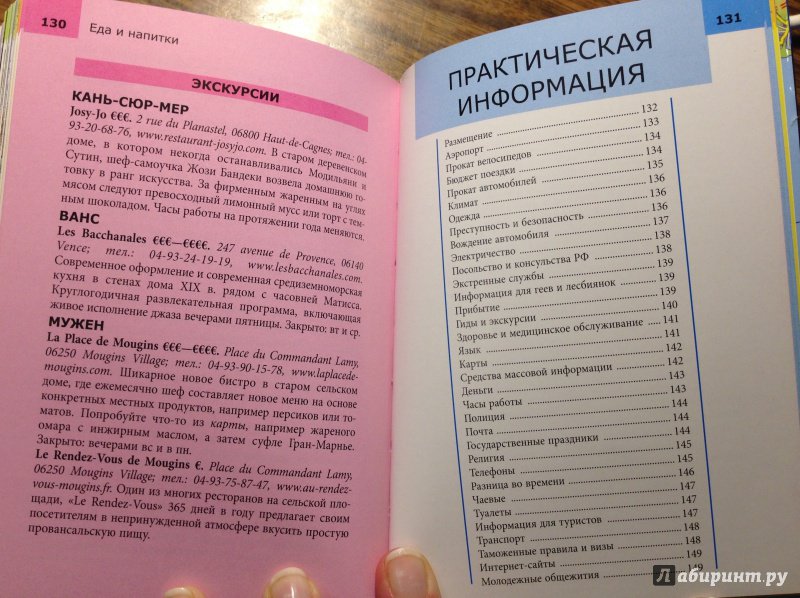 130
Еда и напитки
ЭКСКУРСИИ
КАНЬ-СЮР-МЕР
Josy-Jo €€€. 2 rue du Planastel, 06800 Haut-de-Cagnes; тел.: 04-
93-20-68-76, www.restaurant-josyjo.com. В старом деревенском
доме, в котором некогда останавливались Модильяни и
Сутин, шеф-самоучка Жози Бандеки возвела домашнюю го-
товку в ранг искусства. За фирменным жареным на углях
мясом следуют превосходный лимонный мусс или торт с тем-
ным шоколадом. Часы работы на протяжении года меняются.
ВАНС
Les Bacchanales €€€—€€€€. 247 avenue de Provence, 06140
Vence; тел.: 04-93-24-19-19, www.lesbacchanales.com.
Современное оформление и современная средиземноморская
кухня в стенах дома XIX в. рядом с часовней Матисса.
Круглогодичная развлекательная программа, включающая
живое исполнение джаза вечерами пятницы. Закрыто: вт и ср.
МУЖЕН
La Place de Mougins €€€—€€€€. Place du Commandant Lamy,
06250 Mougins Village; тел.: 04-93-90-15-78, www.laplacede-
mougins.com. Шикарное новое бистро в старом сельском
доме, где ежемесячно шеф составляет новое меню на основе
конкретных местных продуктов, например персиков или то-
матов. Попробуйте что-то из карты, например жареного
омара с инжирным маслом, а затем суфле Гран-Марнье.
Закрыто: вечерами вс и в пн.
Le Rendez-Vous de Mougins €. Place du Commandant Lamy,
06250 Mougins Village; тел.: 04-93-75-87-47, www.au-rendez-
vous-mougins.fr. Один из многих ресторанов на сельской пло-
щади, «Le Rendez-Vous» 365 дней в году предлагает своим
посетителям в непринужденной атмосфере вкусить простую
провансальскую пищу.
131
ПРАКТИЧЕСКАЯ
ИНФОРМАЦИЯ
Размещение 132
Аэропорт 133
Прокат велосипедов 134
Бюджет поездки 134
Прокат автомобилей 135
Климат 136
Одежда 136
Преступность и безопасность 136
Вождение автомобиля 137
Электричество 138
Посольство и консульства РФ 138
Экстренные службы 139
Информация для геев и лесбиянок 139
Прибытие 139
Гиды и экскурсии 140
Здоровье и медицинское обслуживание 141
Язык 141
Карты 142
Средства массовой информации 142
Деньги 142
Часы работы 143
Полиция 143
Почта 144
Государственные праздники 144
Религия 145
Телефоны 145
Разница во времени 146
Чаевые 147
Туалеты 147
Информация для туристов 147
Транспорт 148
Таможенные правила и визы 148
Интернет-сайты 149
Молодежные общежития 149
Лабиринт.ру